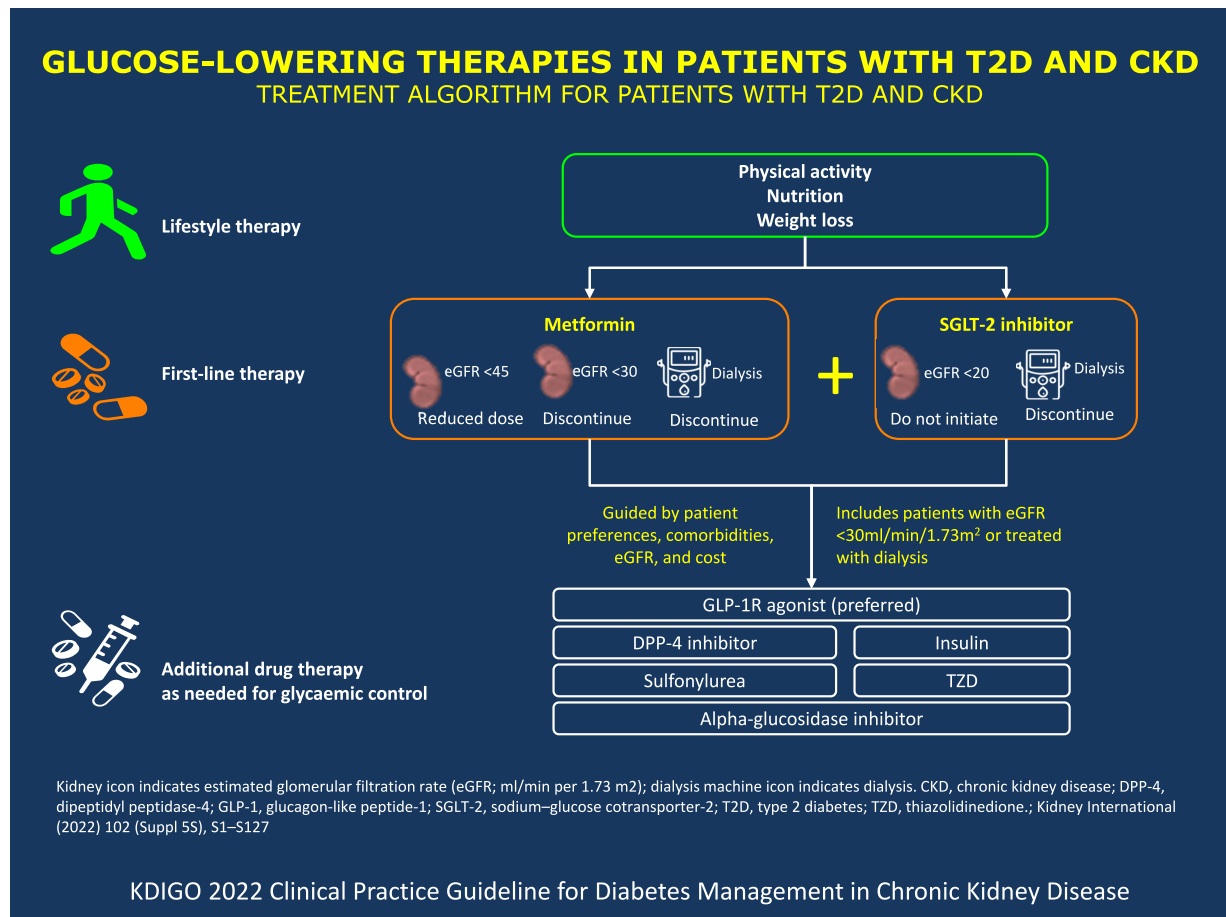 GLUCOSE-LOWERING THERAPIES IN PATIENTS WITH T2D AND CKD
TREATMENT ALGORITHM FOR PATIENTS WITH T2D AND CKD
Lifestyle therapy
Physical activity
Nutrition
Weight loss
First-line therapy
Metformin
eGFR <45
Reduced dose
eGFR <30
Discontinue
Dialysis
Discontinue
+
SGLT-2 inhibitor
eGFR <20
Do not initiate
Dialysis
Discontinue
Guided by patient
preferences, comorbidities,
eGFR, and cost
Includes patients with eGFR
<30ml/min/1.73m² or treated
with dialysis
Additional drug therapy
as needed for glycaemic control
GLP-1R agonist (preferred)
DPP-4 inhibitor
Insulin
Sulfonylurea
TZD
Alpha-glucosidase inhibitor
Kidney icon indicates estimated glomerular filtration rate (eGFR; ml/min per 1.73 m2); dialysis machine icon indicates dialysis. CKD, chronic kidney disease; DPP-4,
dipeptidyl peptidase-4; GLP-1, glucagon-like peptide-1; SGLT-2, sodium–glucose cotransporter-2; T2D, type 2 diabetes; TZD, thiazolidinedione.; Kidney International
(2022) 102 (Suppl 5S), S1–S127
KDIGO 2022 Clinical Practice Guideline for Diabetes Management in Chronic Kidney Disease